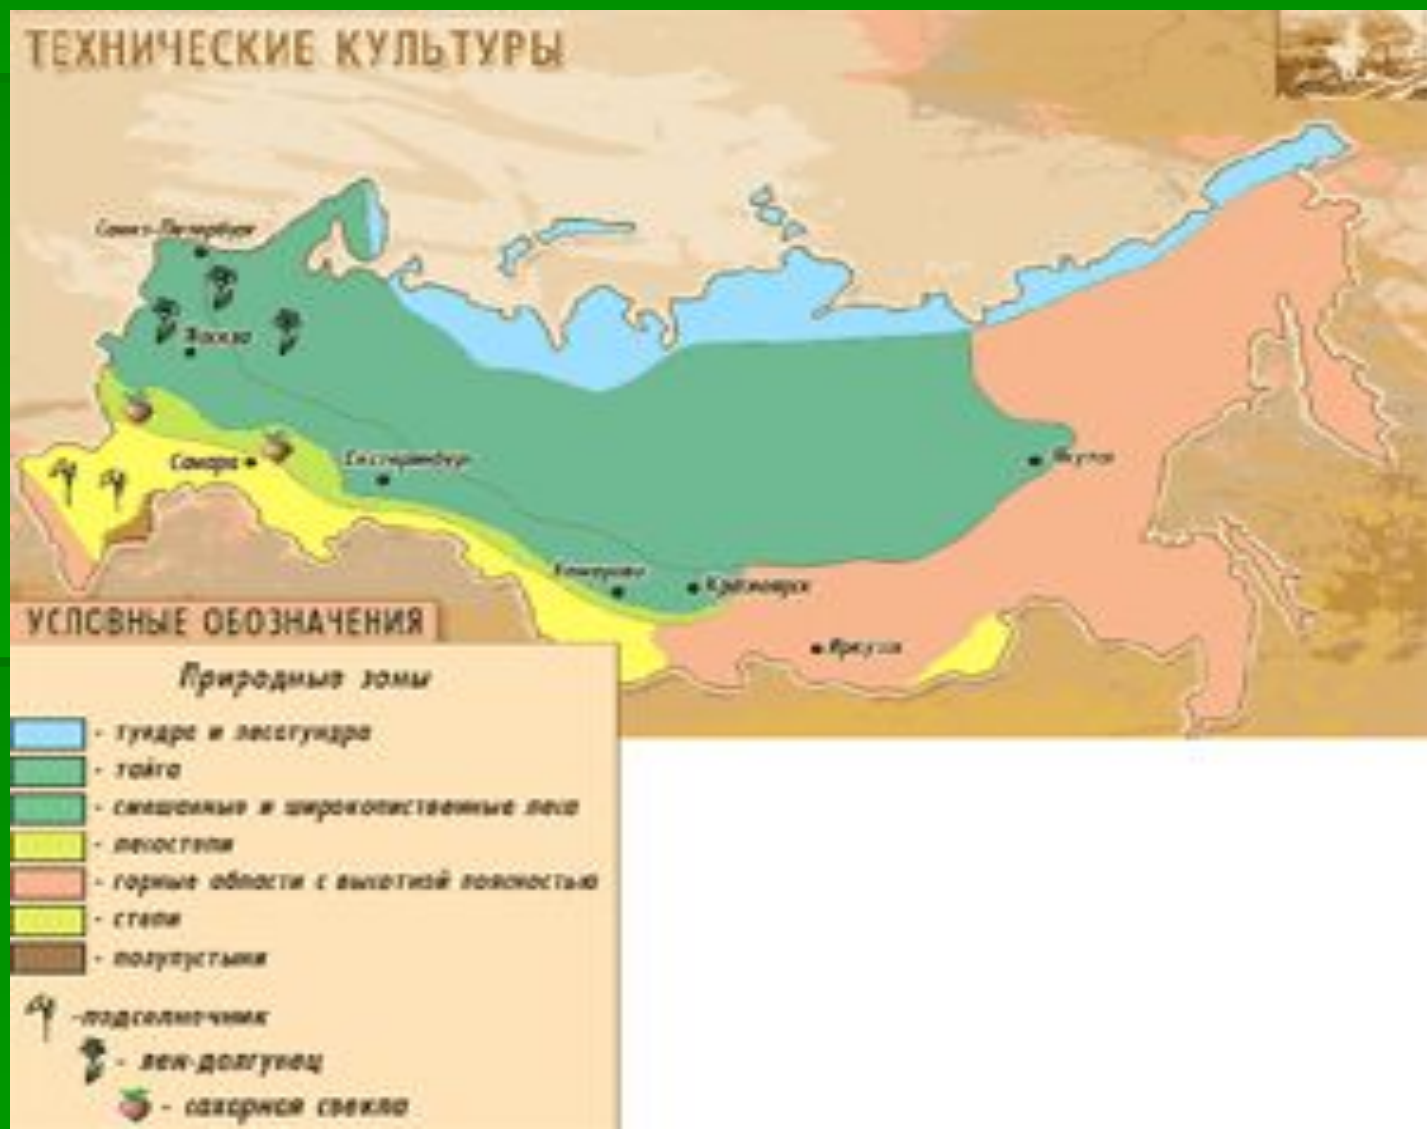 ТЕХНИЧЕСКИЕ КУЛЬТУРЫ
Санкт-Петербург
Москва
Самара
Екатеринбург
Якутск
Кемерово
Красноярск
Иркутск
УСЛОВНЫЕ ОБОЗНАЧЕНИЯ
Природные зоны
- тундра и лесотундра
- тайга
- смешанные и широколиственные леса
- лесостепи
- горные области с высотной поясностью
- степи
- полупустыни
-подсолночник
- лен-долгунец
- сахарная свекла